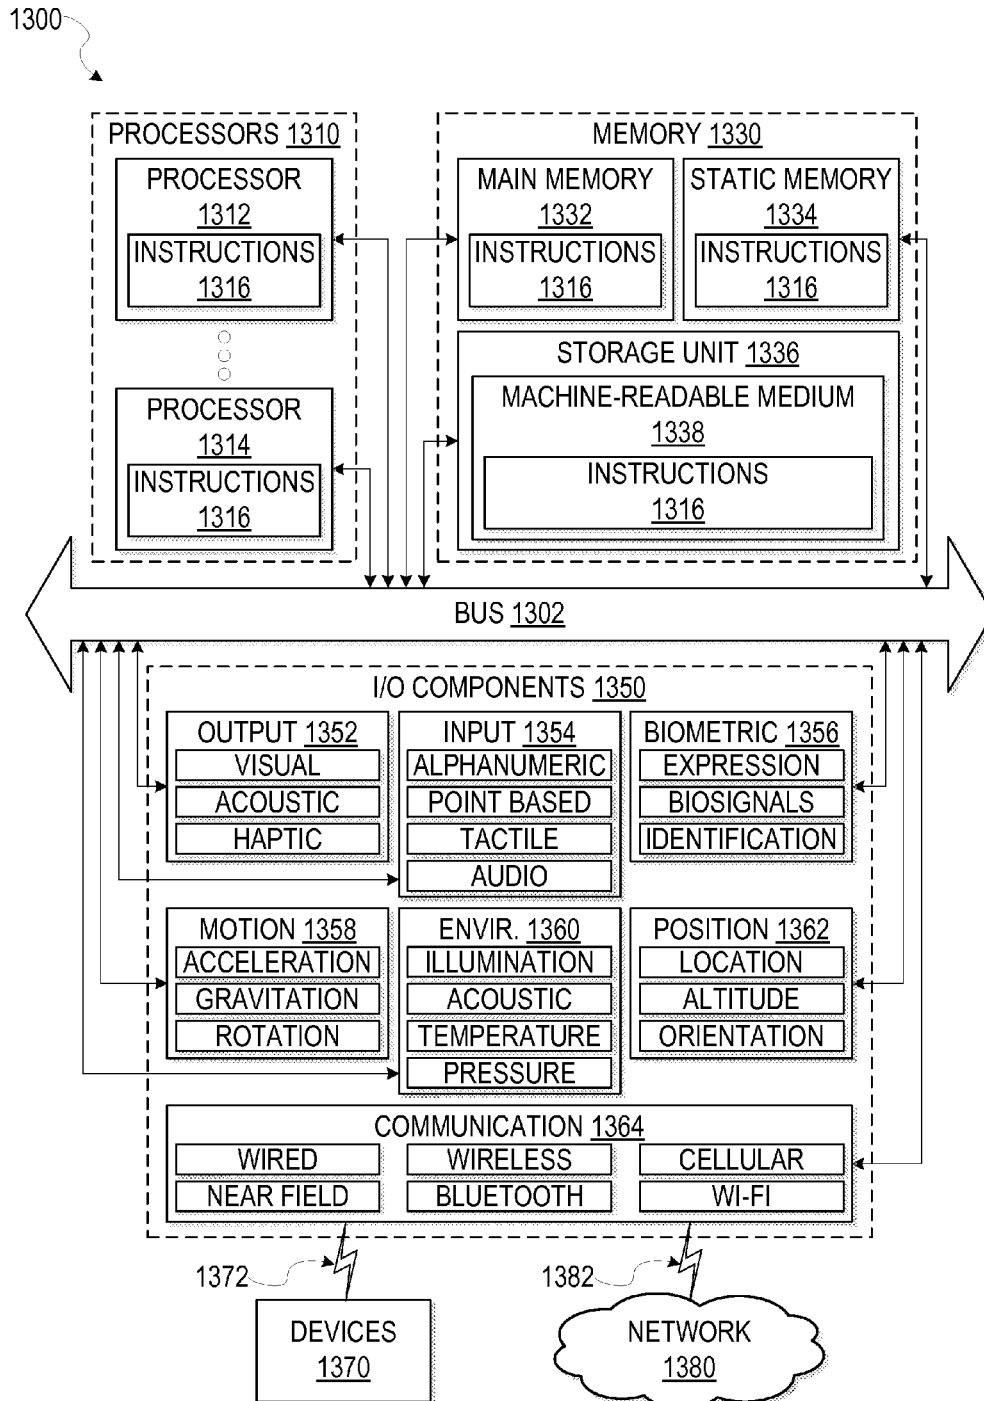 1300
PROCESSORS 1310
PROCESSOR
1312
INSTRUCTIONS
1316
PROCESSOR
1314
INSTRUCTIONS
1316
MEMORY 1330
MAIN MEMORY
1332
INSTRUCTIONS
1316
STATIC MEMORY
1334
INSTRUCTIONS
1316
STORAGE UNIT 1336
MACHINE-READABLE MEDIUM
1338
INSTRUCTIONS
1316
BUS 1302
I/O COMPONENTS 1350
OUTPUT 1352
VISUAL
ACOUSTIC
HAPTIC
INPUT 1354
ALPHANUMERIC
POINT BASED
TACTILE
AUDIO
BIOMETRIC 1356
EXPRESSION
BIOSIGNALS
IDENTIFICATION
MOTION 1358
ACCELERATION
GRAVITATION
ROTATION
ENVIR. 1360
ILLUMINATION
ACOUSTIC
TEMPERATURE
PRESSURE
POSITION 1362
LOCATION
ALTITUDE
ORIENTATION
COMMUNICATION 1364
WIRED
WIRELESS
CELLULAR
NEAR FIELD
BLUETOOTH
WI-FI
1372
1382
DEVICES
1370
NETWORK
1380